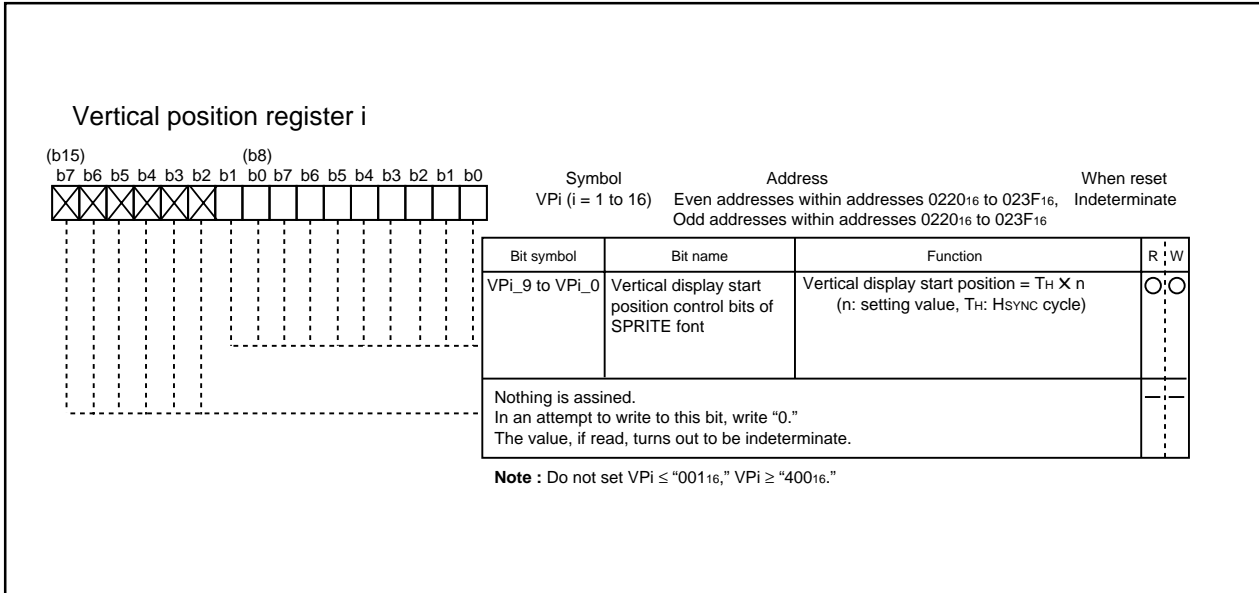 Vertical position register i
(b15) (b8)
b7 b6 b5 b4 b3 b2 b1 b0 b7 b6 b5 b4 b3 b2 b1 b0
Symbol Address When reset
VPi (i = 1 to 16) Even addresses within addresses 022016 to 023F16, Indeterminate
Odd addresses within addresses 022016 to 023F16
Bit symbol Bit name Function R W
VPi_9 to VPi_0 Vertical display start Vertical display start position = TH X n
position control bits of (n: setting value, TH: HSYNC cycle)
SPRITE font
Nothing is assined.
In an attempt to write to this bit, write “0.”
The value, if read, turns out to be indeterminate.
Note : Do not set VPi ≤ “00116,” VPi ≥ “40016.”